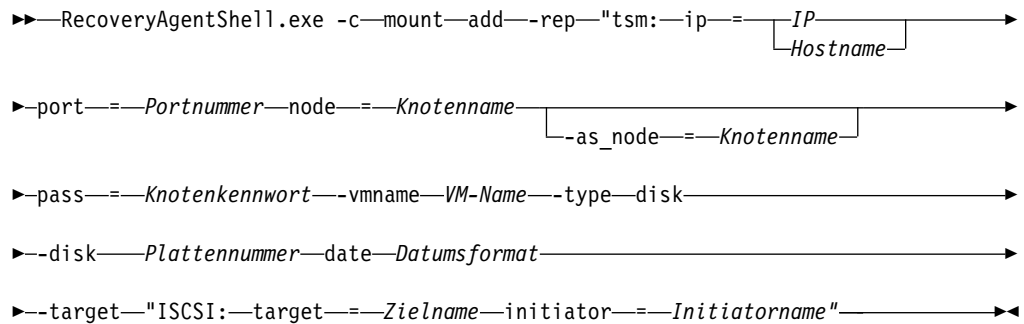 RecoveryAgentShell.exe -c mount add -rep "tsm: ip = IP
Hostname
port = Portnummer node = Knotenname
-as_node = Knotenname
pass = Knotenkennwort -vmname VM-Name -type disk
-disk Plattennummer date Datumsformat
-target "ISCSI: target = Zielname initiator = Initiatorname"